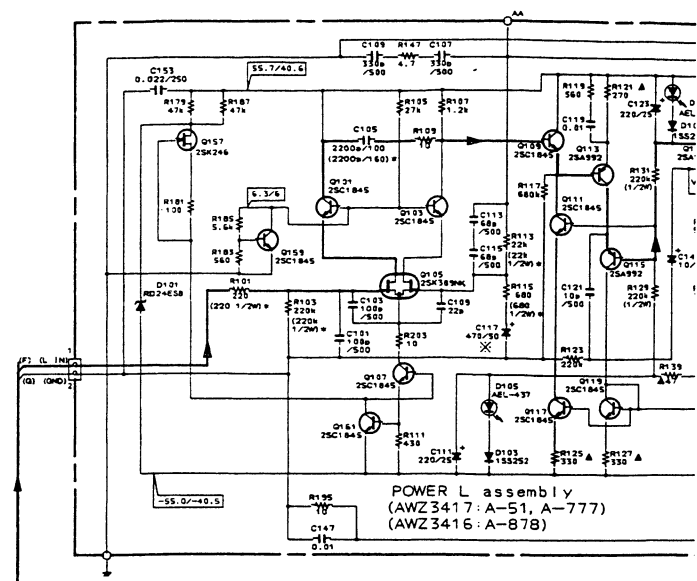 AA
C109
330p
/500
R147
4.7
C107
330p
/500
C153
0.022/250
55.7/40.6
R179
47k
R187
47k
R105
27k
R107
1.2k
R119
560
R121
270
C123
220/25
AEL-
C119
0.01
1SS2
Q157
2SK246
C105
2200p/100
(2200p/160)*
R109
Q109
2SC1845
Q113
2SA992
R131
220k
(1/2W)
R181
100
6.3/6
Q101
2SC1845
Q103
2SC1845
R117
680k
Q111
2SC1845
R185
5.6k
R183
560
Q159
2SC1845
C113
68p
/500
R113
22k
(22k
1/2W)*
C115
68p
/500
Q115
2SA992
D101
RD24ESB
R101
220
(220 1/2W)*
Q105
2SK389NK
R103
220k
(220k
1/2W)*
C103
100p
/500
C109
22p
R115
680
(680
1/2W)*
C121
10p
/500
R129
220k
(1/2W)
C14
10/
C101
100p
/500
R203
10
C117
470/50
※
R123
220k
1
(F) (L IN)
(G) (GND)
2
Q107
2SC1845
D105
AEL-437
Q119
2SC1845
R139
47
Q161
2SC1845
R111
430
C111
220/25
D103
1SS252
Q117
2SC1845
R125
330
R127
330
-55.0/-40.5
R195
10
C147
0.01
POWER L assembly
(AWZ3417: A-51, A-777)
(AWZ3416: A-878)